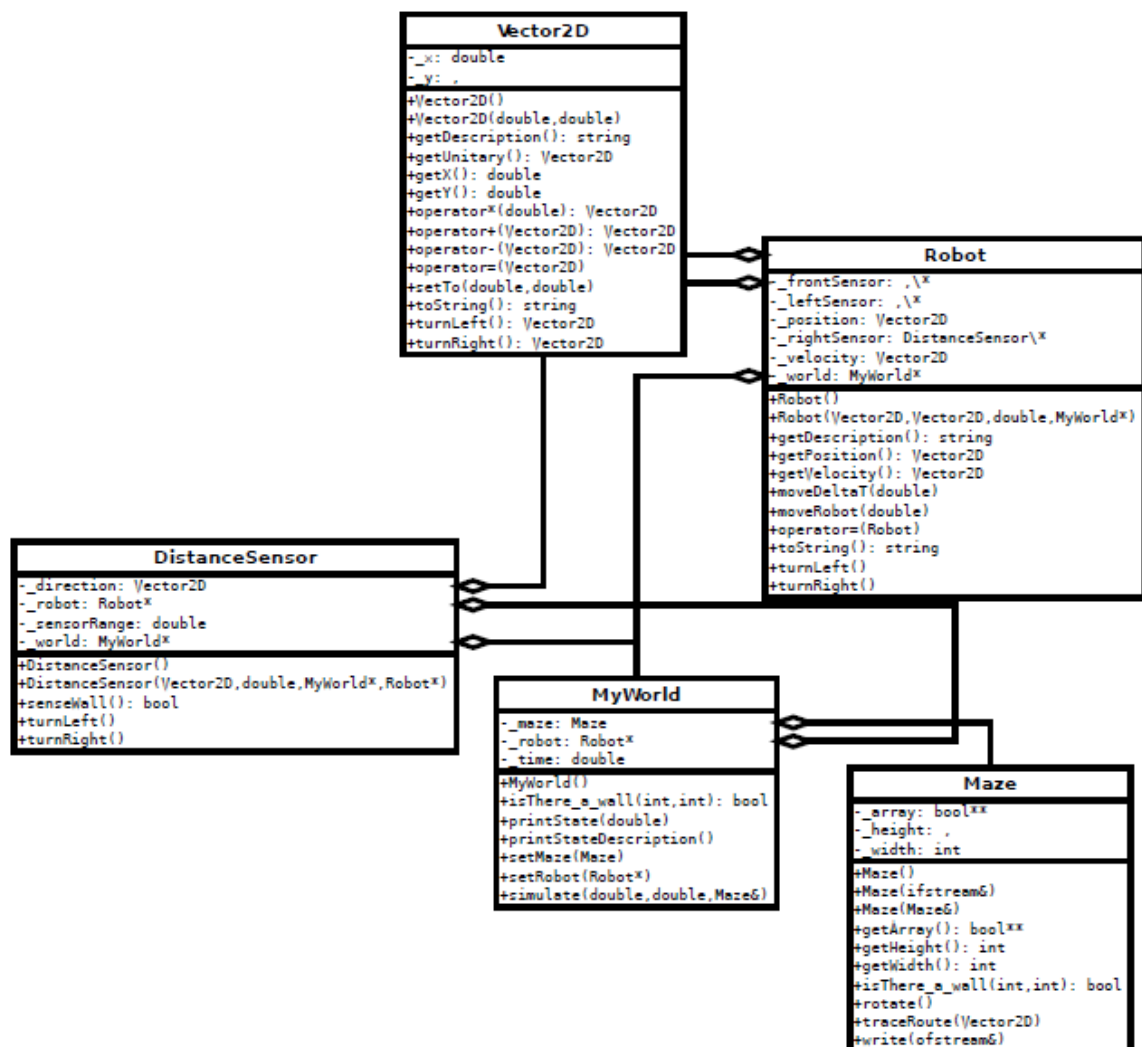 Vector2D
-_x: double
-_y: ,
+Vector2D()
+Vector2D(double,double)
+getDescription(): string
+getUnitary(): Vector2D
+getX(): double
+getY(): double
+operator*(double): Vector2D
+operator+(Vector2D): Vector2D
+operator-(Vector2D): Vector2D
+operator=(Vector2D)
+setTo(double,double)
+toString(): string
+turnLeft(): Vector2D
+turnRight(): Vector2D
Robot
-_frontSensor: ,\*
-_leftSensor: ,\*
-_position: Vector2D
-_rightSensor: DistanceSensor\*
-_velocity: Vector2D
-_world: MyWorld*
+Robot()
+Robot(Vector2D,Vector2D,double,MyWorld*)
+getDescription(): string
+getPosition(): Vector2D
+getVelocity(): Vector2D
+moveDeltaT(double)
+moveRobot(double)
+operator=(Robot)
+toString(): string
+turnLeft()
+turnRight()
DistanceSensor
-_direction: Vector2D
-_robot: Robot*
-_sensorRange: double
-_world: MyWorld*
+DistanceSensor()
+DistanceSensor(Vector2D,double,MyWorld*,Robot*)
+senseWall(): bool
+turnLeft()
+turnRight()
MyWorld
-_maze: Maze
-_robot: Robot*
-_time: double
+MyWorld()
+isThere_a_wall(int,int): bool
+printState(double)
+printStateDescription()
+setMaze(Maze)
+setRobot(Robot*)
+simulate(double,double,Maze&)
Maze
-_array: bool**
-_height: ,
-_width: int
+Maze()
+Maze(ifstream&)
+Maze(Maze&)
+getArray(): bool**
+getHeight(): int
+getWidth(): int
+isThere_a_wall(int,int): bool
+rotate()
+traceRoute(Vector2D)
+write(ofstream&)